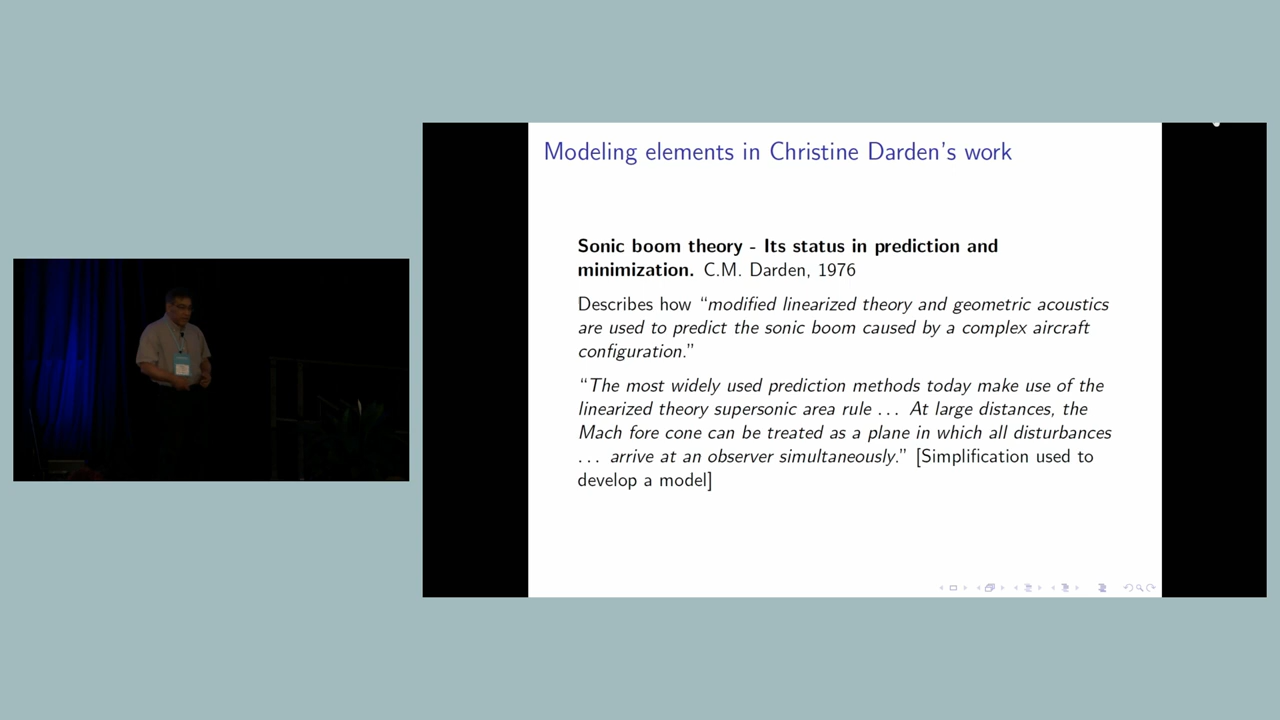 Modeling elements in Christine Darden's work
Sonic boom theory - Its status in prediction and
minimization. C.M. Darden, 1976
Describes how “modified linearized theory and geometric acoustics
are used to predict the sonic boom caused by a complex aircraft
configuration.”
“The most widely used prediction methods today make use of the
linearized theory supersonic area rule ... At large distances, the
Mach fore cone can be treated as a plane in which all disturbances
... arrive at an observer simultaneously.” [Simplification used to
develop a model]